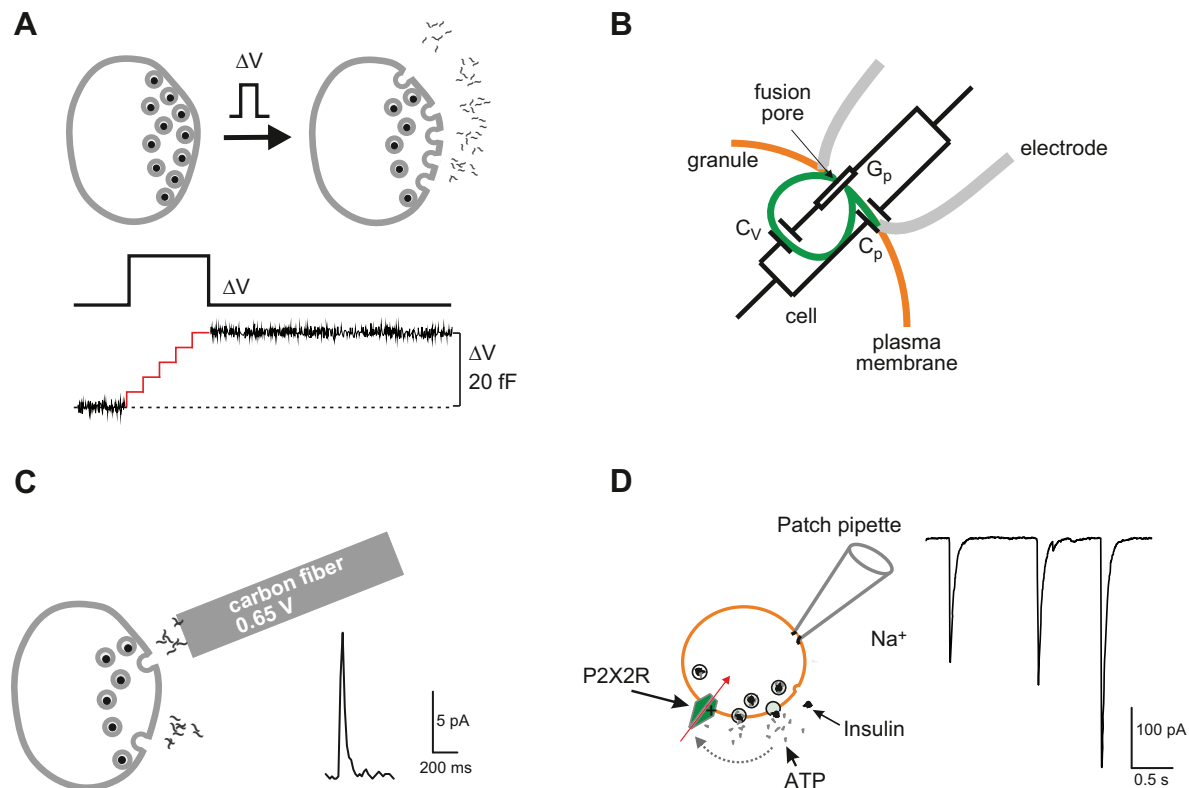 A
ΔV
ΔV
ΔV
20 fF
B
fusion
pore
granule
electrode
Gp
CV
Cp
cell
plasma
membrane
C
carbon fiber
0.65 V
5 pA
200 ms
D
Patch pipette
Na⁺
P2X2R
+
Insulin
ATP
100 pA
0.5 s